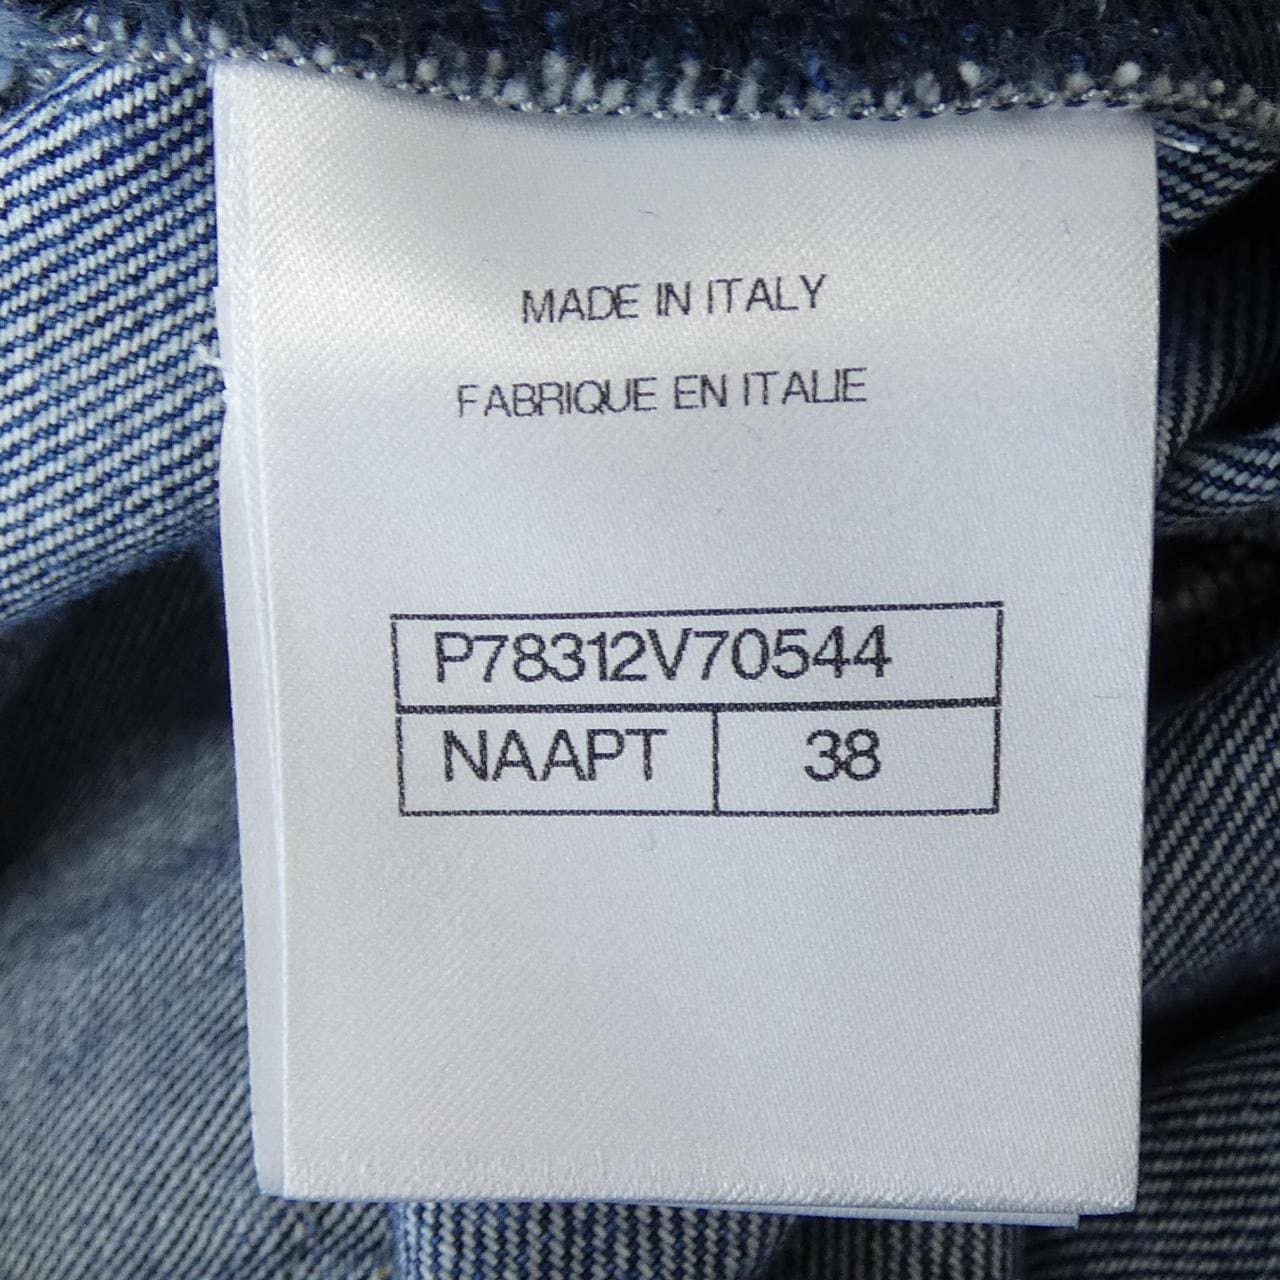 MADE IN ITALY
FABRIQUE EN ITALIE
P78312V70544
NAAPT 38